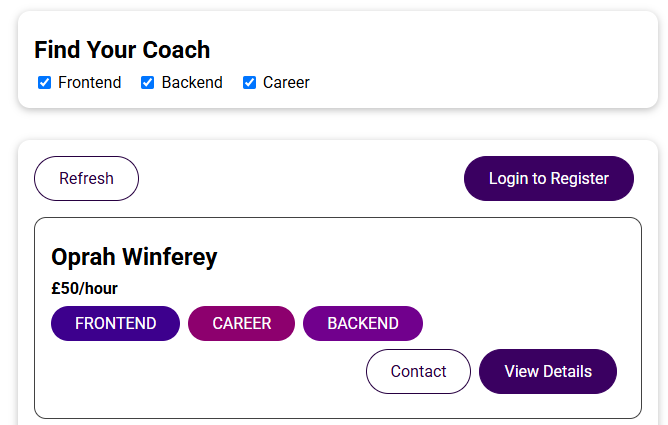 Find Your Coach
Frontend Backend Career
Refresh Login to Register
Oprah Winferey
£50/hour
FRONTEND CAREER BACKEND
Contact View Details